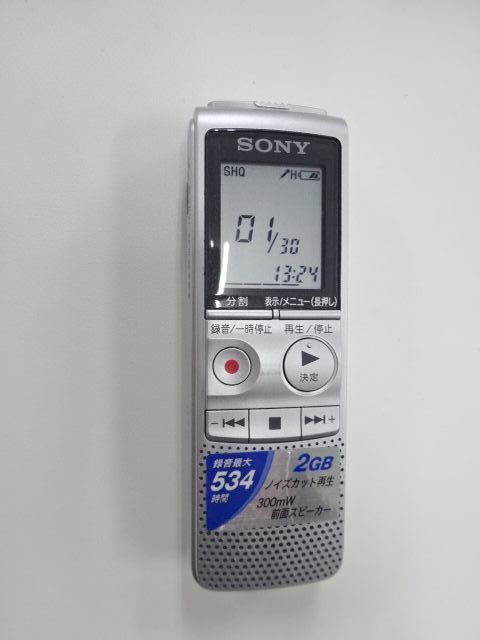 SONY
SHQ
H
01/30
13:24
分割 表示/メニュー(長押し)
録音/一時停止 再生/停止
決定
− ⏮ ■ ⏭ +
録音最大
534
時間
2GB
ノイズカット再生
300mW
前面スピーカー